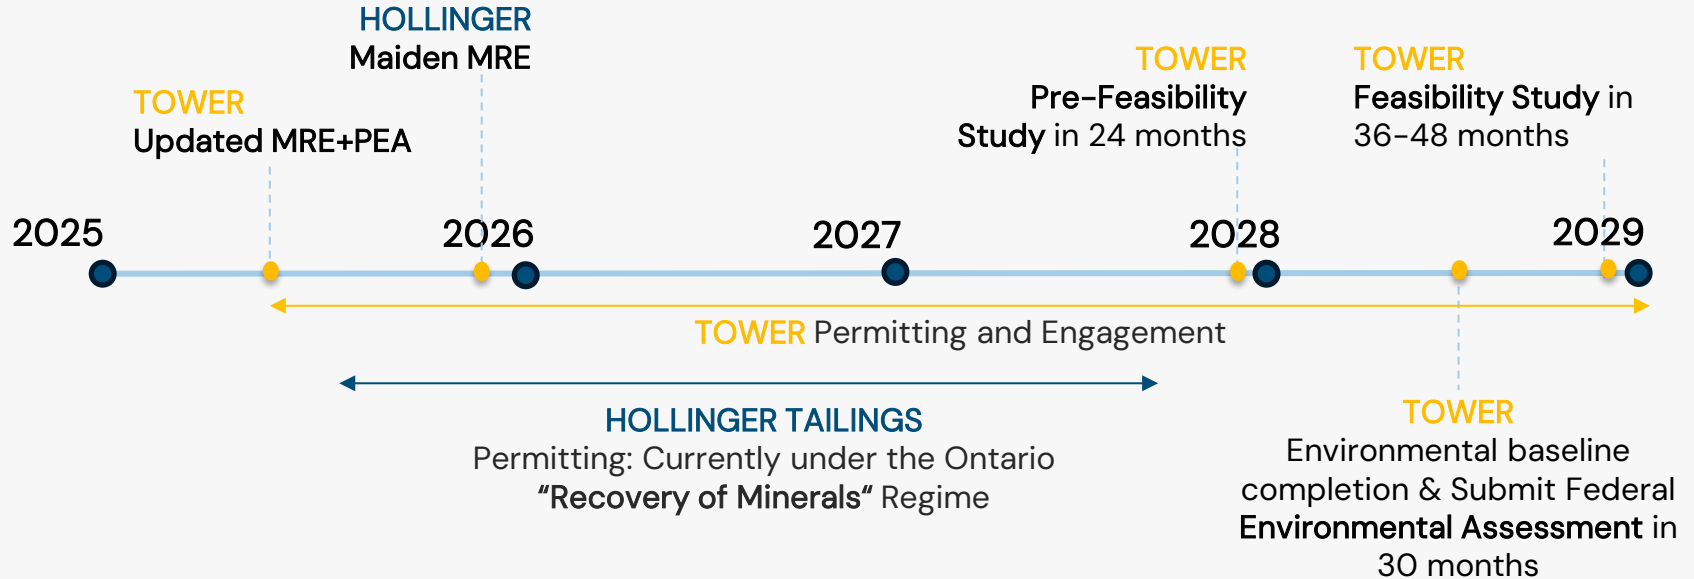 HOLLINGER
Maiden MRE
TOWER
Updated MRE+PEA
TOWER
Pre-Feasibility
Study in 24 months
TOWER
Feasibility Study in
36-48 months
2025
2026
2027
2028
2029
TOWER Permitting and Engagement
HOLLINGER TAILINGS
Permitting: Currently under the Ontario
“Recovery of Minerals“ Regime
TOWER
Environmental baseline
completion & Submit Federal
Environmental Assessment in
30 months